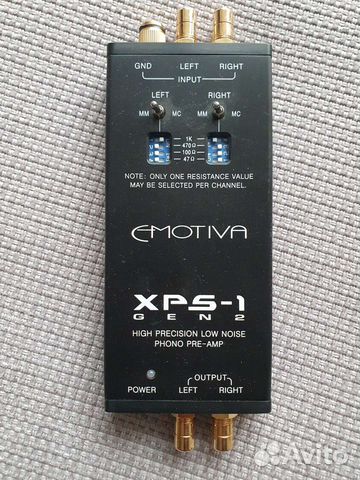 GND LEFT RIGHT
INPUT
LEFT RIGHT
MM MC MM MC
1K
470Ω
100Ω
47Ω
NOTE: ONLY ONE RESISTANCE VALUE
MAY BE SELECTED PER CHANNEL.
EMOTIVA
XPS-1
GEN2
HIGH PRECISION LOW NOISE
PHONO PRE-AMP
OUTPUT
POWER LEFT RIGHT
Avito